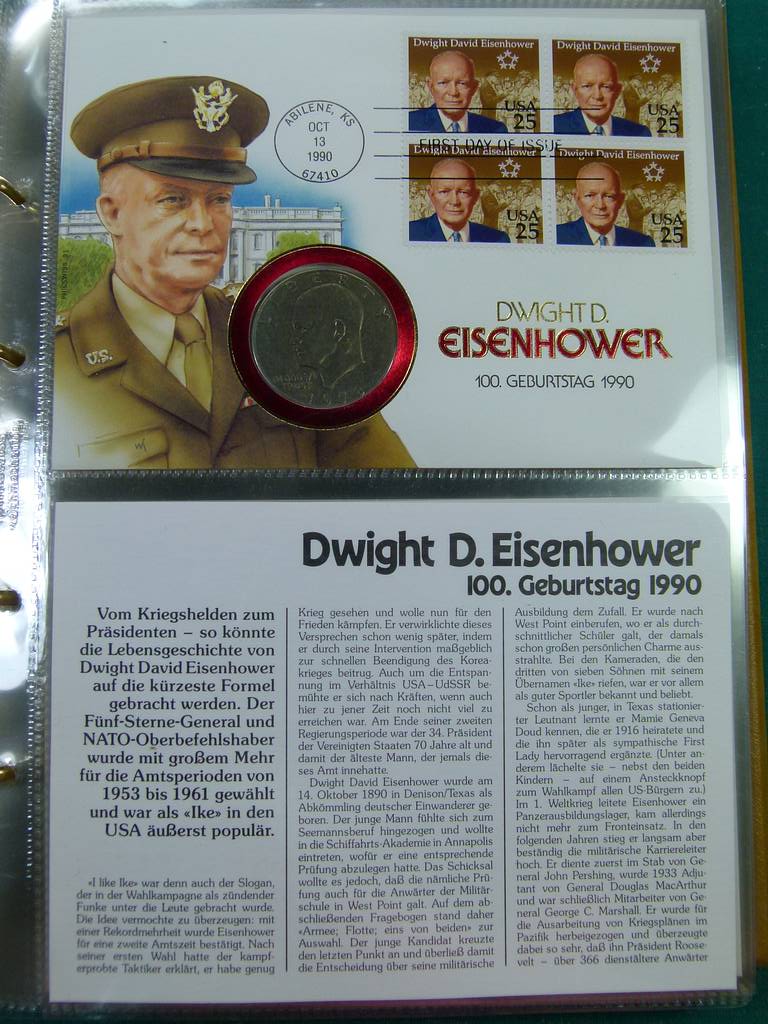 Dwight David Eisenhower
USA
25
Dwight David Eisenhower
USA
25
Dwight David Eisenhower
USA
25
Dwight David Eisenhower
USA
25
ABILENE, KS
OCT
13
1990
67410
FIRST DAY OF ISSUE
U.S.
LIBERTY
IN GOD WE
TRUST
DWIGHT D.
EISENHOWER
100. GEBURTSTAG 1990
Dwight D. Eisenhower
100. Geburtstag 1990
Vom Kriegshelden zum
Präsidenten – so könnte
die Lebensgeschichte von
Dwight David Eisenhower
auf die kürzeste Formel
gebracht werden. Der
Fünf-Sterne-General und
NATO-Oberbefehlshaber
wurde mit großem Mehr
für die Amtsperioden von
1953 bis 1961 gewählt
und war als «Ike» in den
USA äußerst populär.
«I like Ike» war denn auch der Slogan,
der in der Wahlkampagne als zündender
Funke unter die Leute gebracht wurde.
Die Idee vermochte zu überzeugen: mit
einer Rekordmehrheit wurde Eisenhower
für eine zweite Amtszeit bestätigt. Nach
seiner ersten Wahl hatte der kampf-
erprobte Taktiker erklärt, er habe genug
Krieg gesehen und wolle nun für den
Frieden kämpfen. Er verwirklichte dieses
Versprechen schon wenig später, indem
er durch seine Intervention maßgeblich
zur schnellen Beendigung des Korea-
krieges beitrug. Auch um die Entspan-
nung im Verhältnis USA–UdSSR be-
mühte er sich nach Kräften, wenn auch
hier zu jener Zeit noch nicht viel zu
erreichen war. Am Ende seiner zweiten
Regierungsperiode war der 34. Präsident
der Vereinigten Staaten 70 Jahre alt und
damit der älteste Mann, der jemals die-
ses Amt innehatte.
Dwight David Eisenhower wurde am
14. Oktober 1890 in Denison/Texas als
Abkömmling deutscher Einwanderer ge-
boren. Der junge Mann fühlte sich zum
Seemannsberuf hingezogen und wollte
in die Schiffahrts-Akademie in Annapolis
eintreten, wofür er eine entsprechende
Prüfung abzulegen hatte. Das Schicksal
wollte es jedoch, daß die nämliche Prü-
fung auch für die Anwärter der Militär-
schule in West Point galt. Auf dem ab-
schließenden Fragebogen stand daher
«Armee; Flotte; eins von beiden» zur
Auswahl. Der junge Kandidat kreuzte
den letzten Punkt an und überließ damit
die Entscheidung über seine militärische
Ausbildung dem Zufall. Er wurde nach
West Point einberufen, wo er als durch-
schnittlicher Schüler galt, der damals
schon großen persönlichen Charme aus-
strahlte. Bei den Kameraden, die den
dritten von sieben Söhnen mit seinem
Übernamen «Ike» riefen, war er vor allem
als guter Sportler bekannt und beliebt.
Schon als junger, in Texas stationier-
ter Leutnant lernte er Mamie Geneva
Doud kennen, die er 1916 heiratete und
die ihn später als sympathische First
Lady hervorragend ergänzte. (Unter an-
derem lächelte sie – nebst den beiden
Kindern – auf einem Ansteckknopf
zum Wahlkampf allen US-Bürgern zu.)
Im 1. Weltkrieg leitete Eisenhower ein
Panzerausbildungslager, kam allerdings
nicht mehr zum Fronteinsatz. In den
folgenden Jahren stieg er langsam aber
beständig die militärische Karriereleiter
hoch. Er diente zuerst im Stab von Ge-
neral John Pershing, wurde 1933 Adju-
tant von General Douglas MacArthur
und war schließlich Mitarbeiter von Ge-
neral George C. Marshall. Er wurde für
die Ausarbeitung von Kriegsplänen im
Pazifik herbeigezogen und überzeugte
dabei so sehr, daß ihn Präsident Roose-
velt – über 366 dienstältere Anwärter